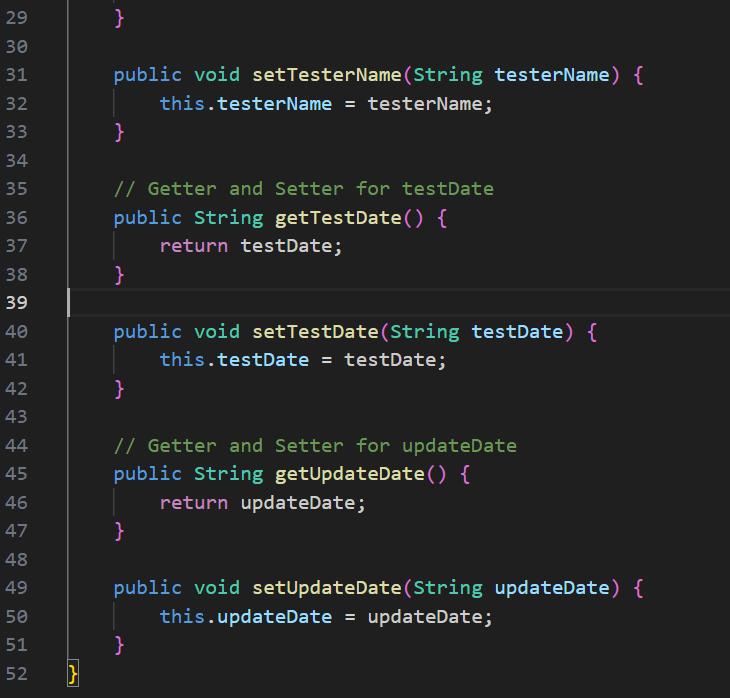 29 }
30
31 public void setTesterName(String testerName) {
32 this.testerName = testerName;
33 }
34
35 // Getter and Setter for testDate
36 public String getTestDate() {
37 return testDate;
38 }
39
40 public void setTestDate(String testDate) {
41 this.testDate = testDate;
42 }
43
44 // Getter and Setter for updateDate
45 public String getUpdateDate() {
46 return updateDate;
47 }
48
49 public void setUpdateDate(String updateDate) {
50 this.updateDate = updateDate;
51 }
52 }